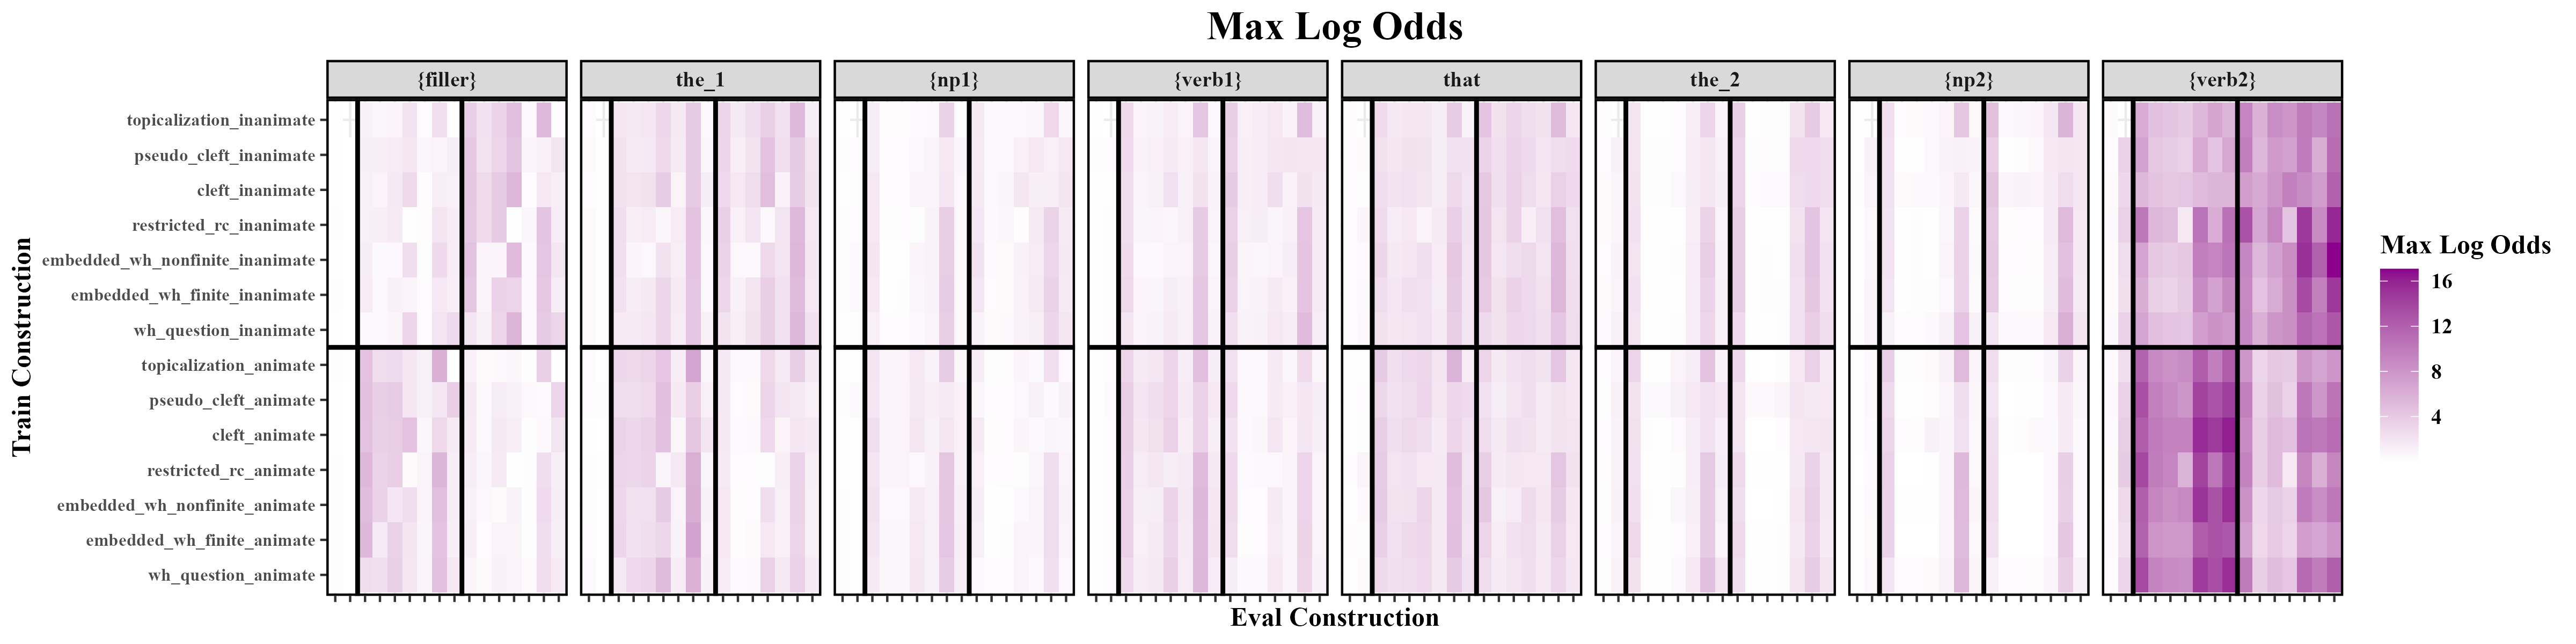 Max Log Odds
{filler}
the_1
{np1}
{verb1}
that
the_2
{np2}
{verb2}
Train Construction
topicalization_inanimate
pseudo_cleft_inanimate
cleft_inanimate
restricted_rc_inanimate
embedded_wh_nonfinite_inanimate
embedded_wh_finite_inanimate
wh_question_inanimate
topicalization_animate
pseudo_cleft_animate
cleft_animate
restricted_rc_animate
embedded_wh_nonfinite_animate
embedded_wh_finite_animate
wh_question_animate
Eval Construction
Max Log Odds
16
12
8
4